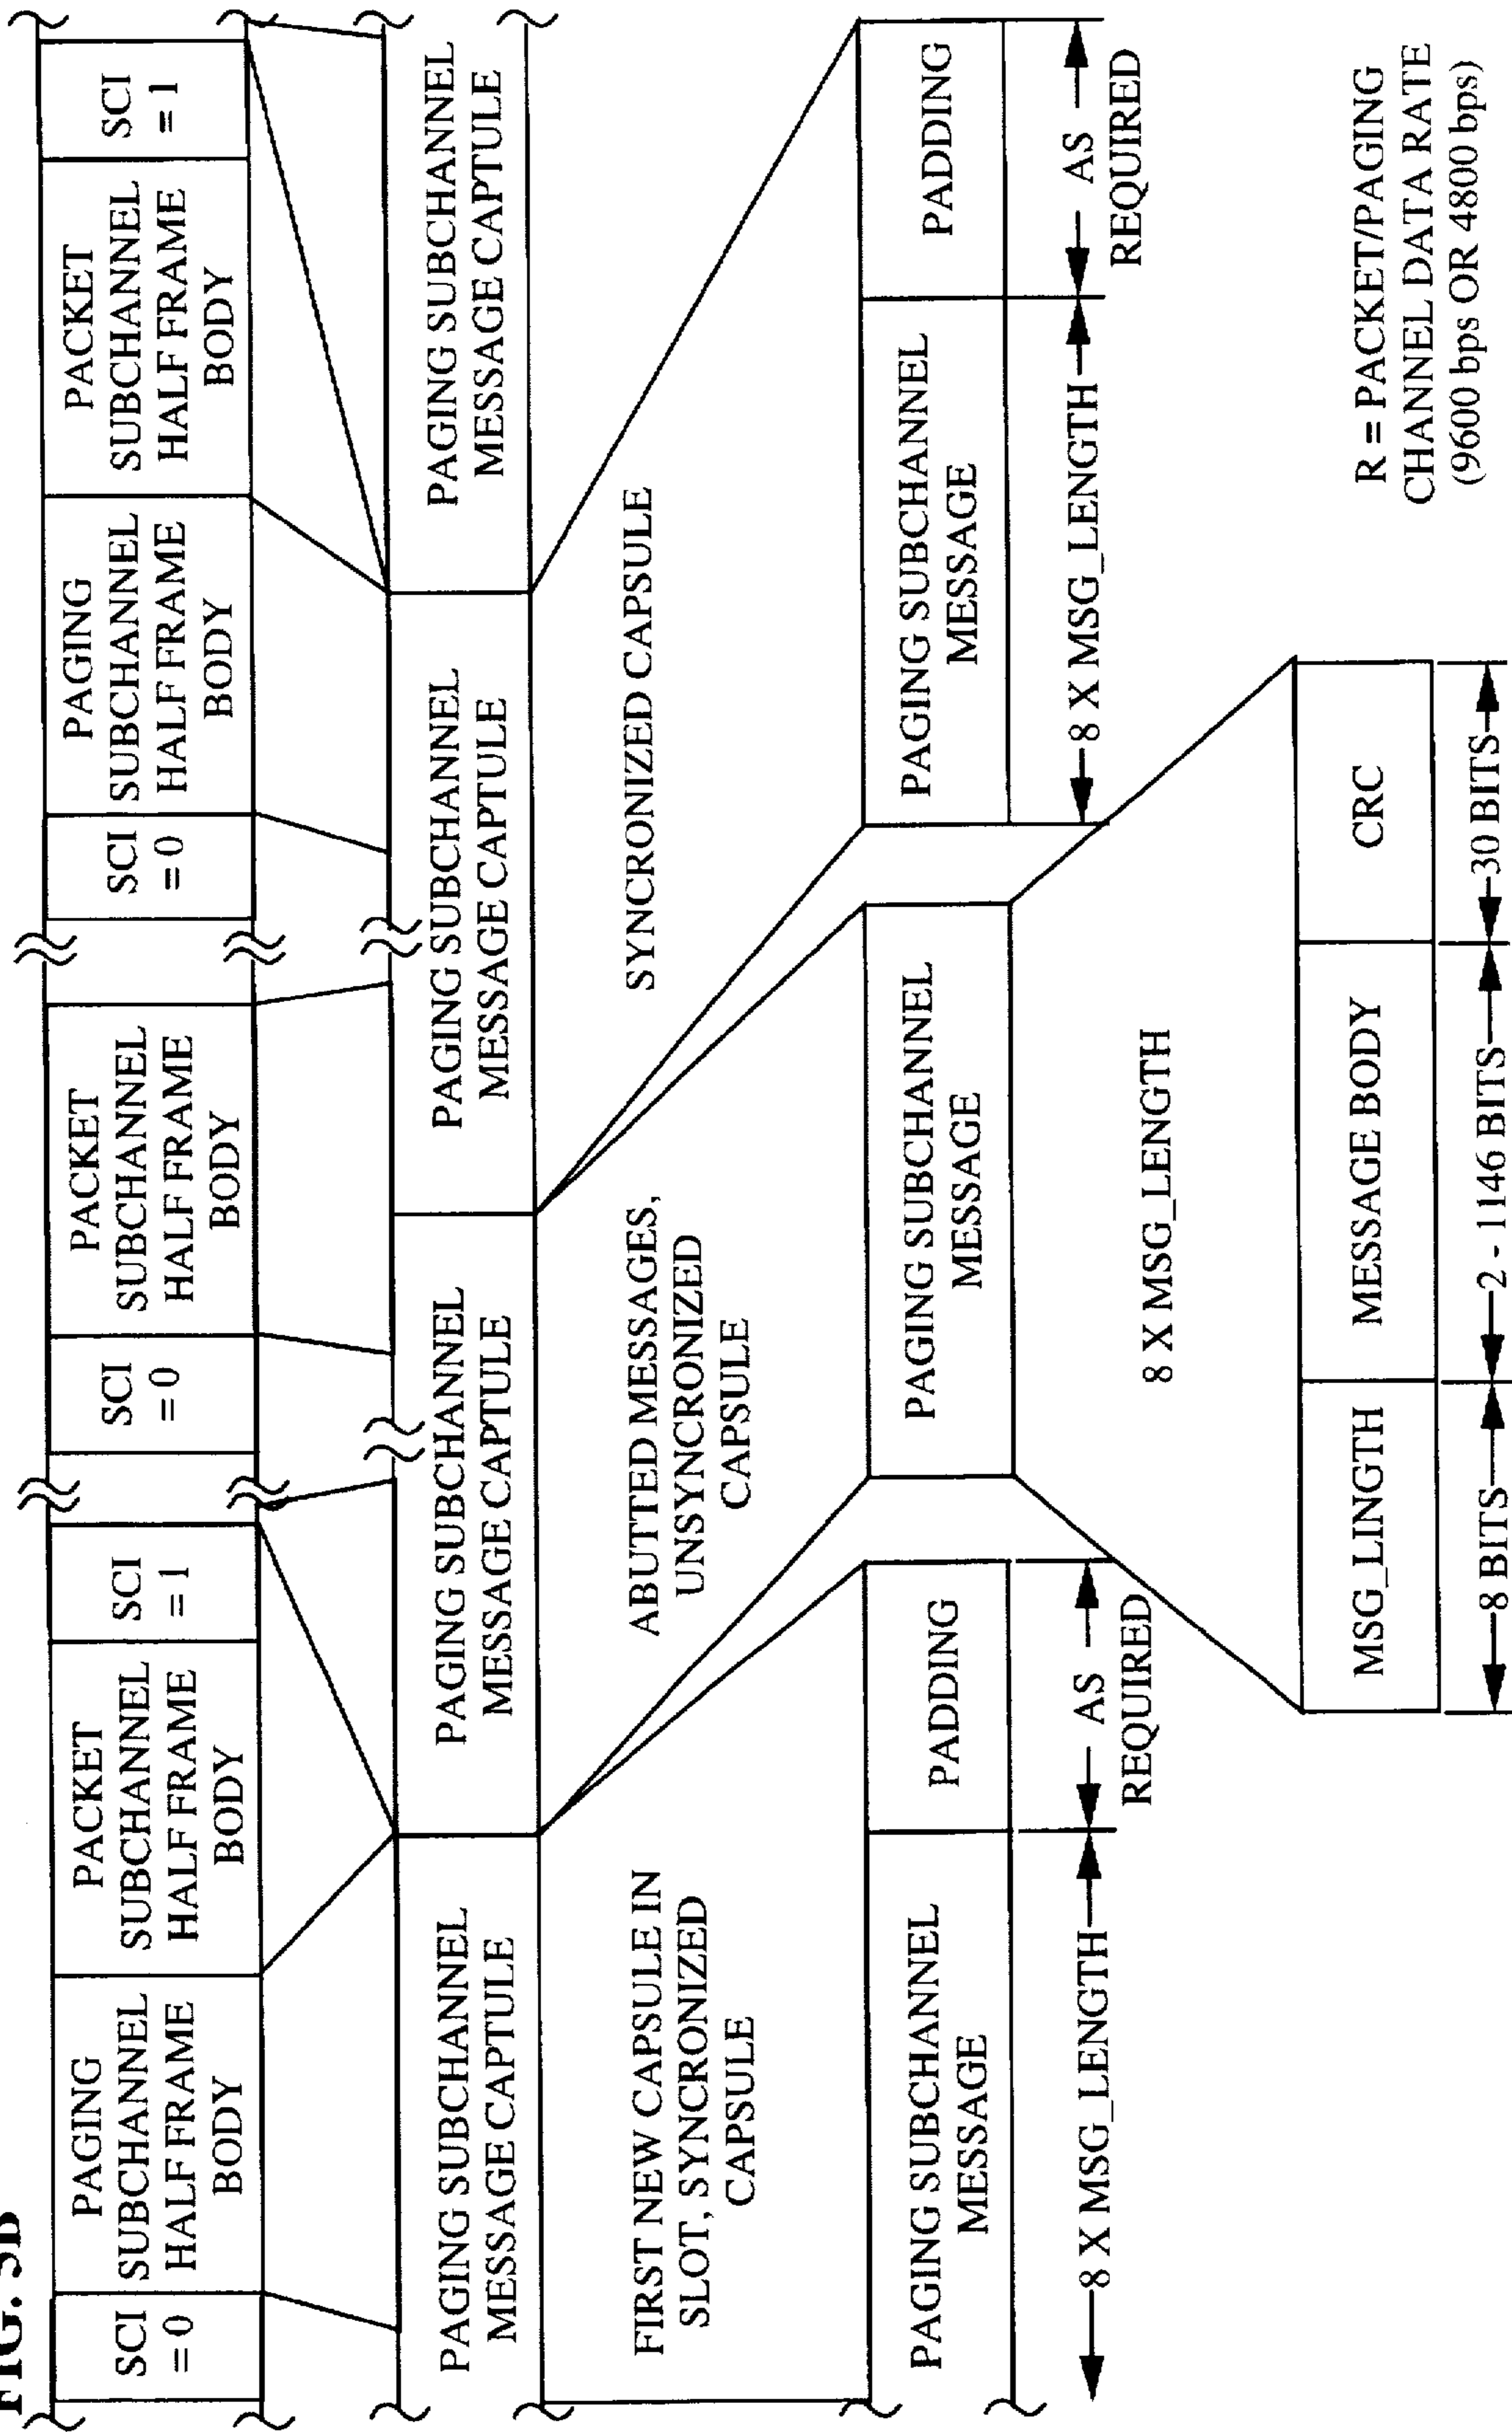 FIG. 3B
SCI
= 0
PAGING
SUBCHANNEL
HALF FRAME
BODY
PACKET
SUBCHANNEL
HALF FRAME
BODY
SCI
= 1
SCI
= 0
PACKET
SUBCHANNEL
HALF FRAME
BODY
SCI
= 0
PAGING
SUBCHANNEL
HALF FRAME
BODY
PACKET
SUBCHANNEL
HALF FRAME
BODY
SCI
= 1
PAGING SUBCHANNEL
MESSAGE CAPTULE
PAGING SUBCHANNEL
MESSAGE CAPTULE
PAGING SUBCHANNEL
MESSAGE CAPTULE
PAGING SUBCHANNEL
MESSAGE CAPTULE
FIRST NEW CAPSULE IN
SLOT, SYNCRONIZED
CAPSULE
ABUTTED MESSAGES,
UNSYNCRONIZED
CAPSULE
SYNCRONIZED CAPSULE
PAGING SUBCHANNEL
MESSAGE
PADDING
PAGING SUBCHANNEL
MESSAGE
PAGING SUBCHANNEL
MESSAGE
PADDING
8 X MSG_LENGTH
AS
REQUIRED
8 X MSG_LENGTH
8 X MSG_LENGTH
AS
REQUIRED
MSG_LINGTH
MESSAGE BODY
CRC
8 BITS
2 - 1146 BITS
30 BITS
R = PACKET/PAGING
CHANNEL DATA RATE
(9600 bps OR 4800 bps)